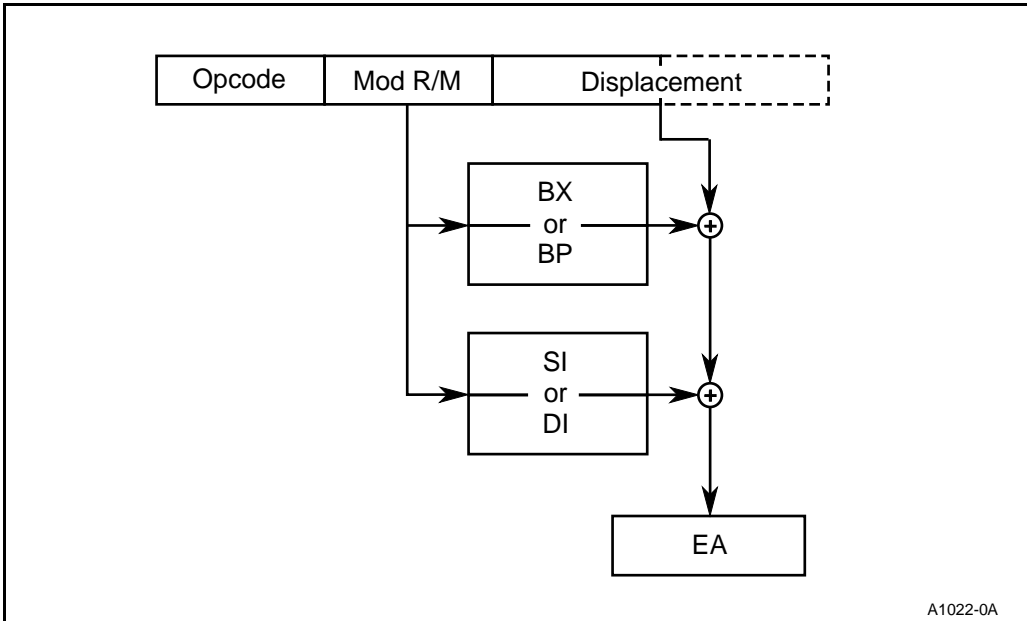 Opcode
Mod R/M
Displacement
BX
or
BP
+
SI
or
DI
+
EA
A1022-0A